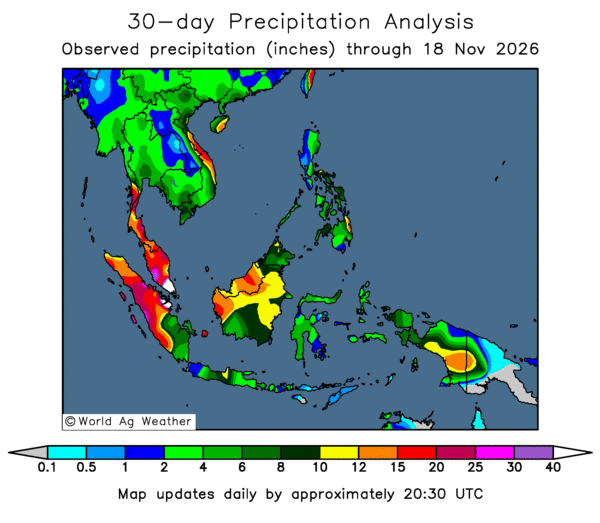 30-day Precipitation Analysis
Observed precipitation (inches) through 18 Nov 2026
©World Ag Weather
0.1 0.5 1 2 4 6 8 10 12 15 20 25 30 40
Map updates daily by approximately 20:30 UTC